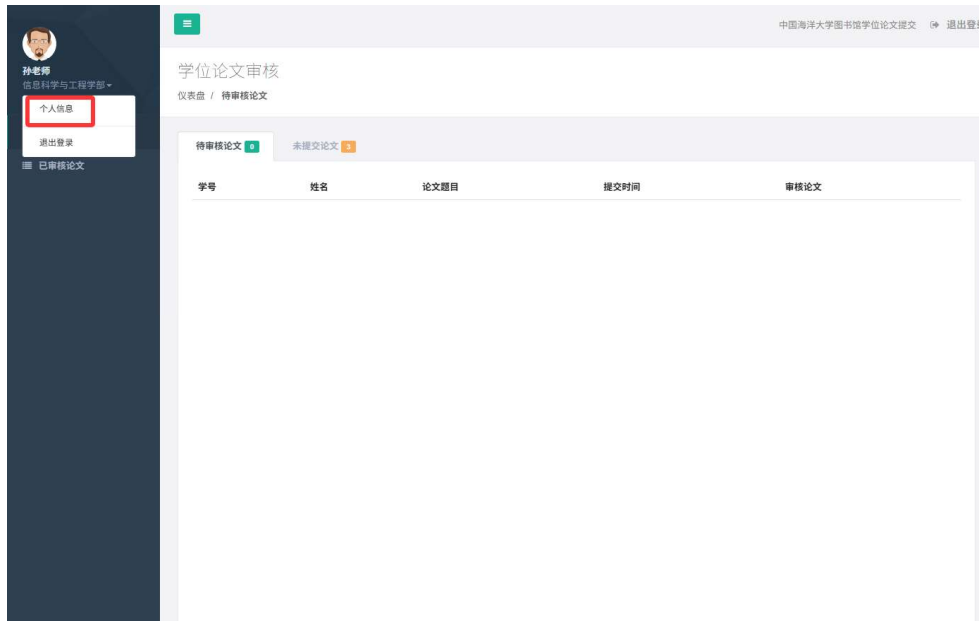 孙老师
信息科学与工程学部
个人信息
退出登录
已审核论文
中国海洋大学图书馆学位论文提交 退出登录
学位论文审核
仪表盘 / 待审核论文
待审核论文 0 未提交论文 3
学号 姓名 论文题目 提交时间 审核论文